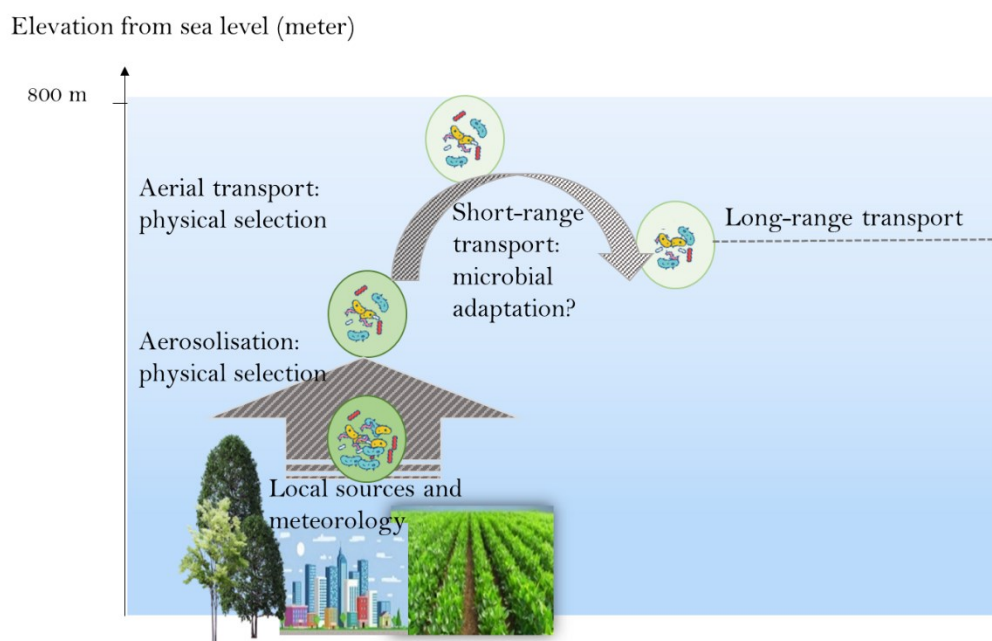 Elevation from sea level (meter)
800 m
Aerial transport:
physical selection
Short-range
transport:
microbial
adaptation?
Long-range transport
Aerosolisation:
physical selection
Local sources and
meteorology